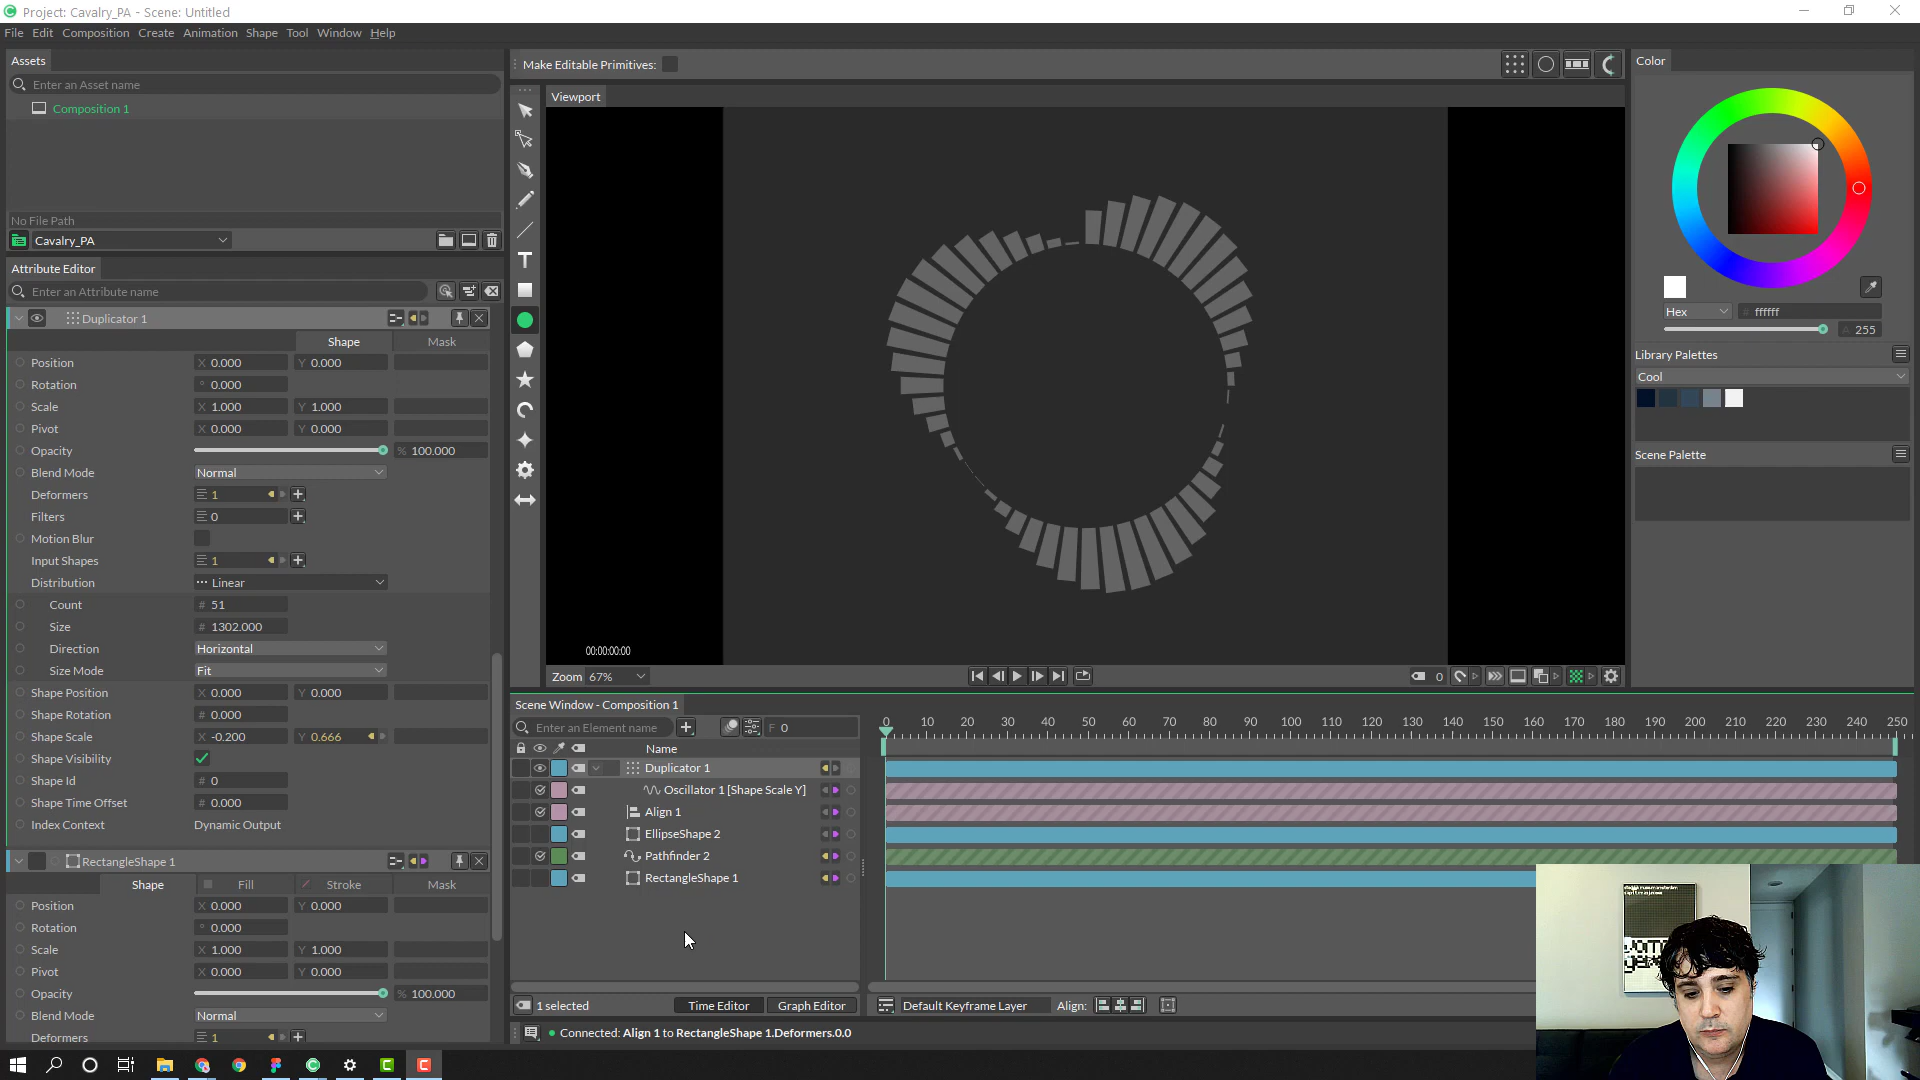 Project: Cavalry_PA - Scene: Untitled
File Edit Composition Create Animation Shape Tool Window Help
Assets
Enter an Asset name
Composition 1
No File Path
Cavalry_PA
Attribute Editor
Enter an Attribute name
Duplicator 1
Shape Mask
Position X 0.000 Y 0.000
Rotation ° 0.000
Scale X 1.000 Y 1.000
Pivot X 0.000 Y 0.000
Opacity % 100.000
Blend Mode Normal
Deformers 1
Filters 0
Motion Blur
Input Shapes 1
Distribution Linear
Count # 51
Size # 1302.000
Direction Horizontal
Size Mode Fit
Shape Position X 0.000 Y 0.000
Shape Rotation # 0.000
Shape Scale X -0.200 Y 0.666
Shape Visibility
Shape Id # 0
Shape Time Offset # 0.000
Index Context Dynamic Output
RectangleShape 1
Shape Fill Stroke Mask
Position X 0.000 Y 0.000
Rotation ° 0.000
Scale X 1.000 Y 1.000
Pivot X 0.000 Y 0.000
Opacity % 100.000
Blend Mode Normal
Deformers 1
Make Editable Primitives:
Viewport
00:00:00:00
Zoom 67%
0
Scene Window - Composition 1
Enter an Element name F 0
0 10 20 30 40 50 60 70 80 90 100 110 120 130 140 150 160 170 180 190 200 210 220 230 240 250
Name
Duplicator 1
Oscillator 1 [Shape Scale Y]
Align 1
EllipseShape 2
Pathfinder 2
RectangleShape 1
1 selected Time Editor Graph Editor Default Keyframe Layer Align:
Connected: Align 1 to RectangleShape 1.Deformers.0.0
Color
Hex # ffffff
A 255
Library Palettes
Cool
Scene Palette